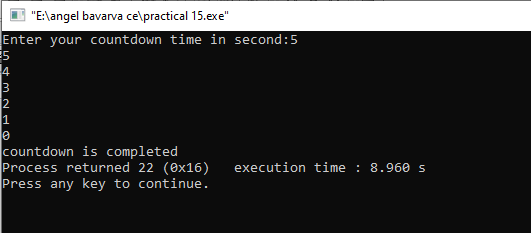 "E:\angel bavarva ce\practical 15.exe"
Enter your countdown time in second:5
5
4
3
2
1
0
countdown is completed
Process returned 22 (0x16)   execution time : 8.960 s
Press any key to continue.